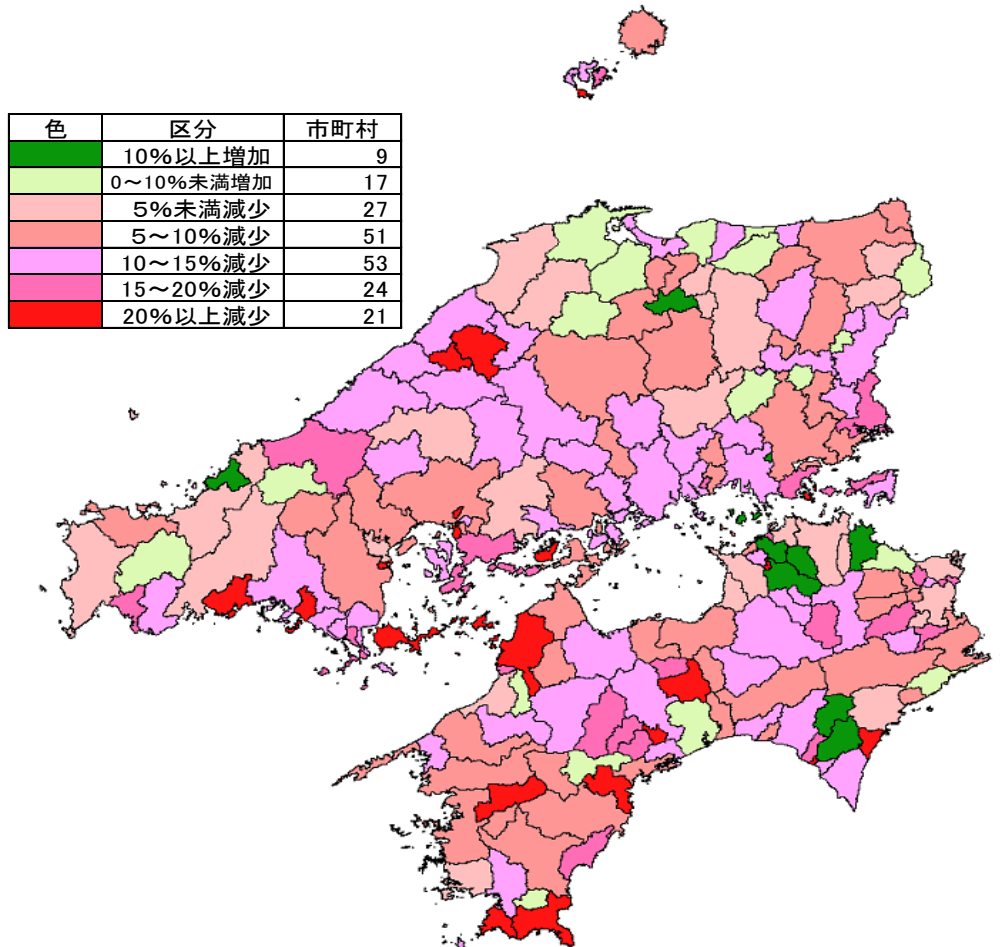 色 区分 市町村
10%以上増加 9
0～10%未満増加 17
5%未満減少 27
5～10%減少 51
10～15%減少 53
15～20%減少 24
20%以上減少 21